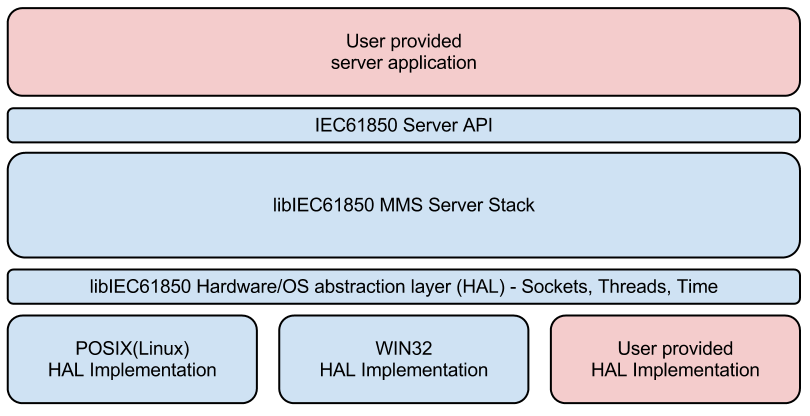 User provided
server application
IEC61850 Server API
libIEC61850 MMS Server Stack
libIEC61850 Hardware/OS abstraction layer (HAL) - Sockets, Threads, Time
POSIX(Linux)
HAL Implementation
WIN32
HAL Implementation
User provided
HAL Implementation